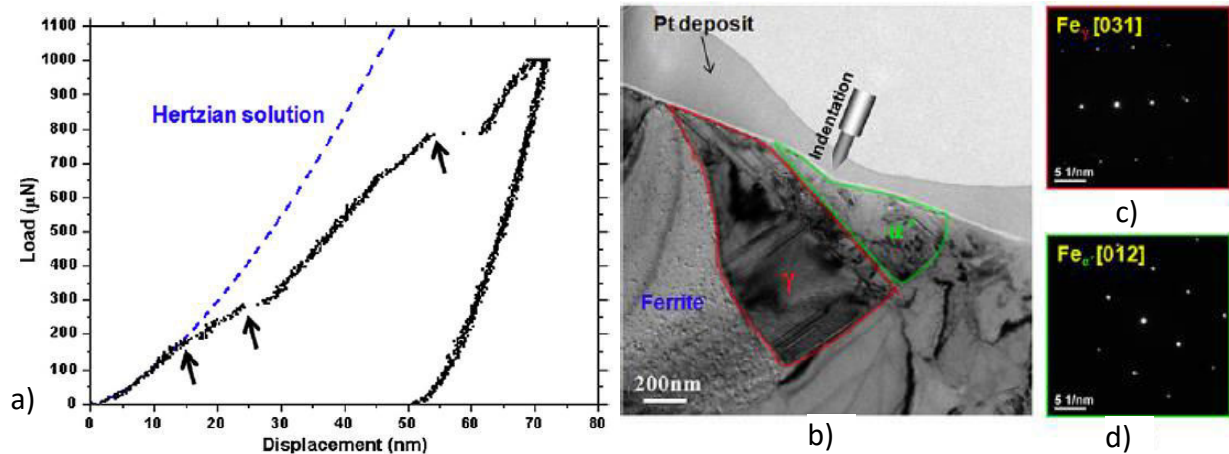 1100
1000
900
800
700
600
500
400
300
200
100
0
Load (μN)
Hertzian solution
0 10 20 30 40 50 60 70 80
Displacement (nm)
a)
Pt deposit
Indentation
γ
Ferrite
200nm
b)
Feγ [031]
5 1/nm
c)
Feα' [012]
5 1/nm
d)